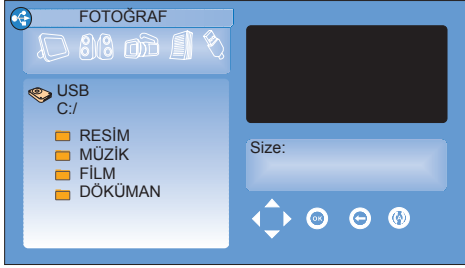 FOTOĞRAF
USB
C:/
RESİM
MÜZİK
FİLM
DÖKÜMAN
Size:
OK